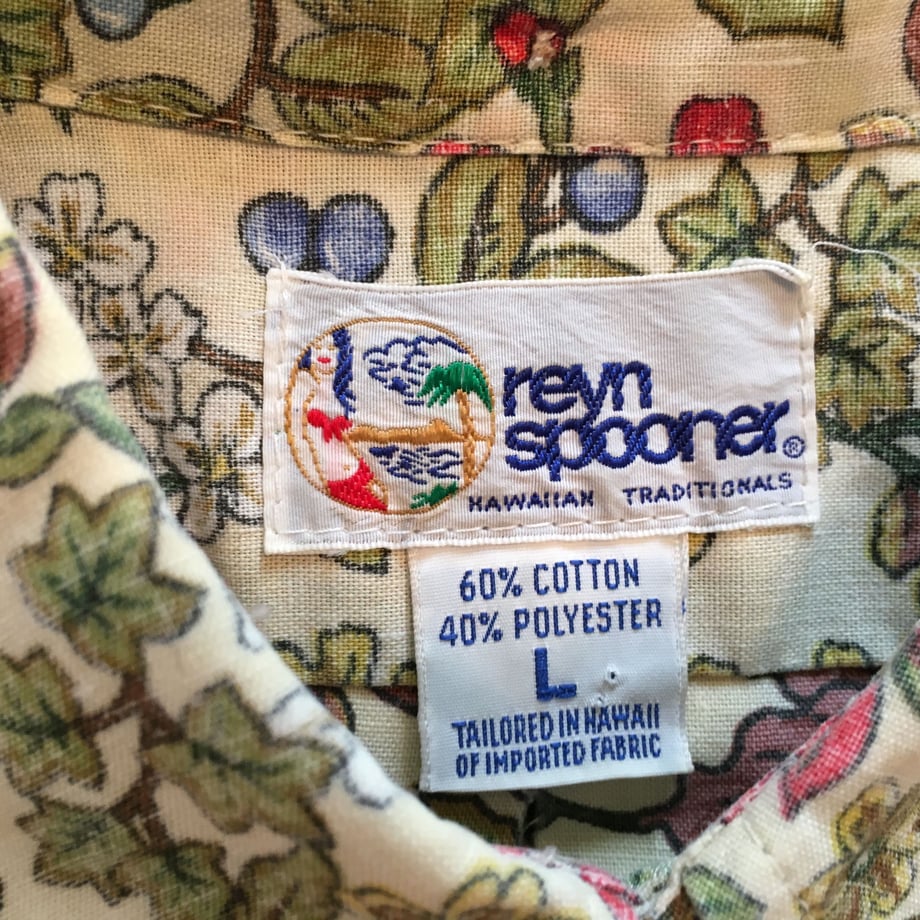 reyn
spooner®
HAWAIIAN TRADITIONALS
60% COTTON
40% POLYESTER
L
TAILORED IN HAWAII
OF IMPORTED FABRIC